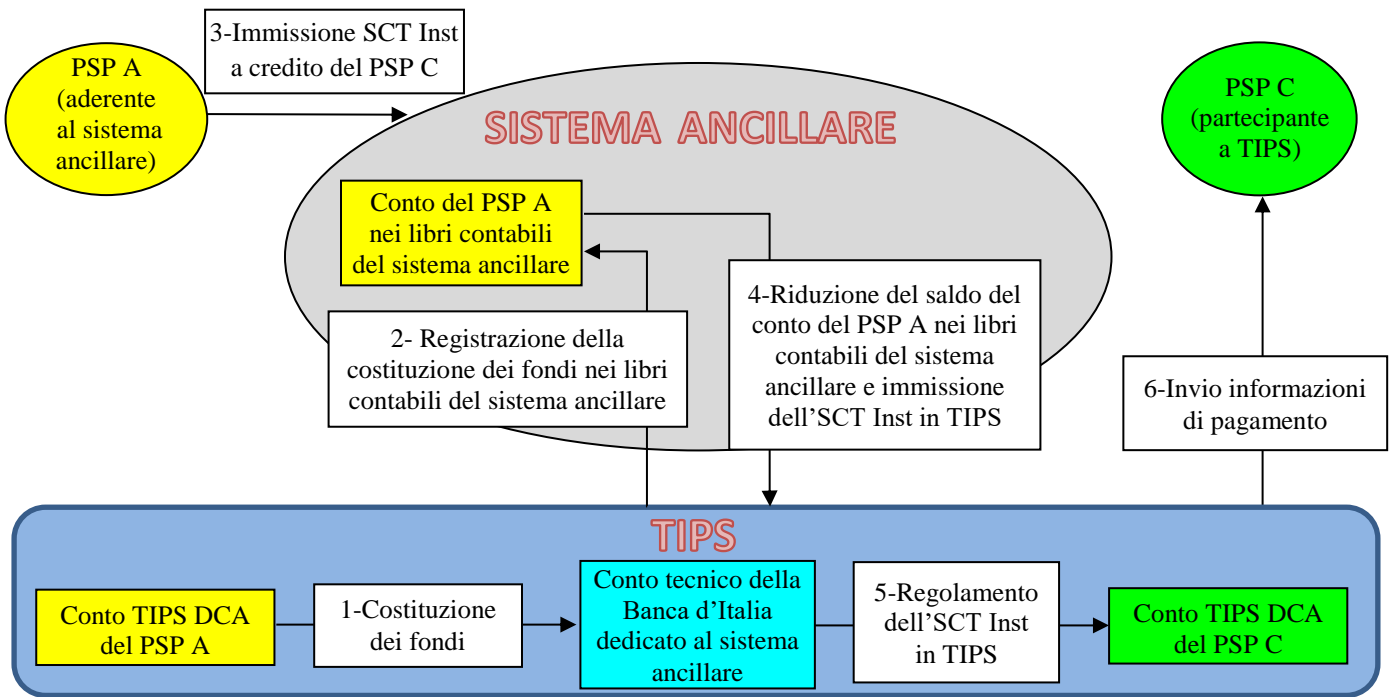 3-Immissione SCT Inst
a credito del PSP C
PSP A
(aderente
al sistema
ancillare)
SISTEMA ANCILLARE
PSP C
(partecipante
a TIPS)
Conto del PSP A
nei libri contabili
del sistema ancillare
2- Registrazione della
costituzione dei fondi nei libri
contabili del sistema ancillare
4-Riduzione del saldo del
conto del PSP A nei libri
contabili del sistema
ancillare e immissione
dell’SCT Inst in TIPS
6-Invio informazioni
di pagamento
TIPS
Conto TIPS DCA
del PSP A
1-Costituzione
dei fondi
Conto tecnico della
Banca d’Italia
dedicato al sistema
ancillare
5-Regolamento
dell’SCT Inst
in TIPS
Conto TIPS DCA
del PSP C